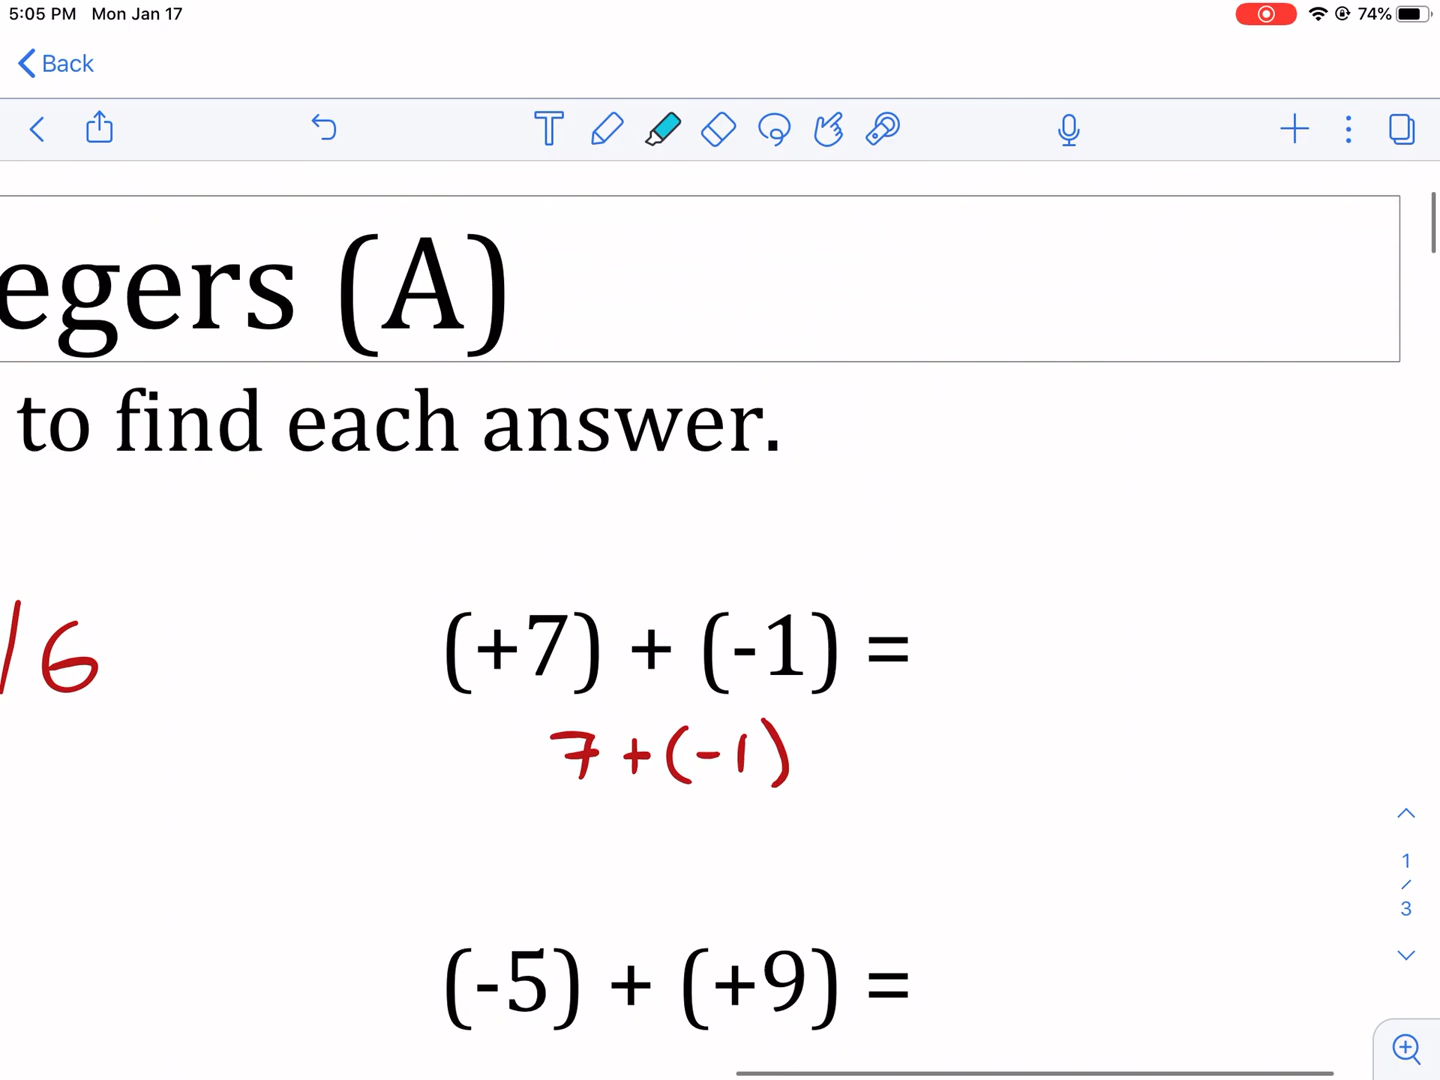 5:05 PM Mon Jan 17 74%
Back
T
egers (A)
to find each answer.
/6 (+7) + (-1) =
7 + (-1)
1
/
3
(-5) + (+9) =